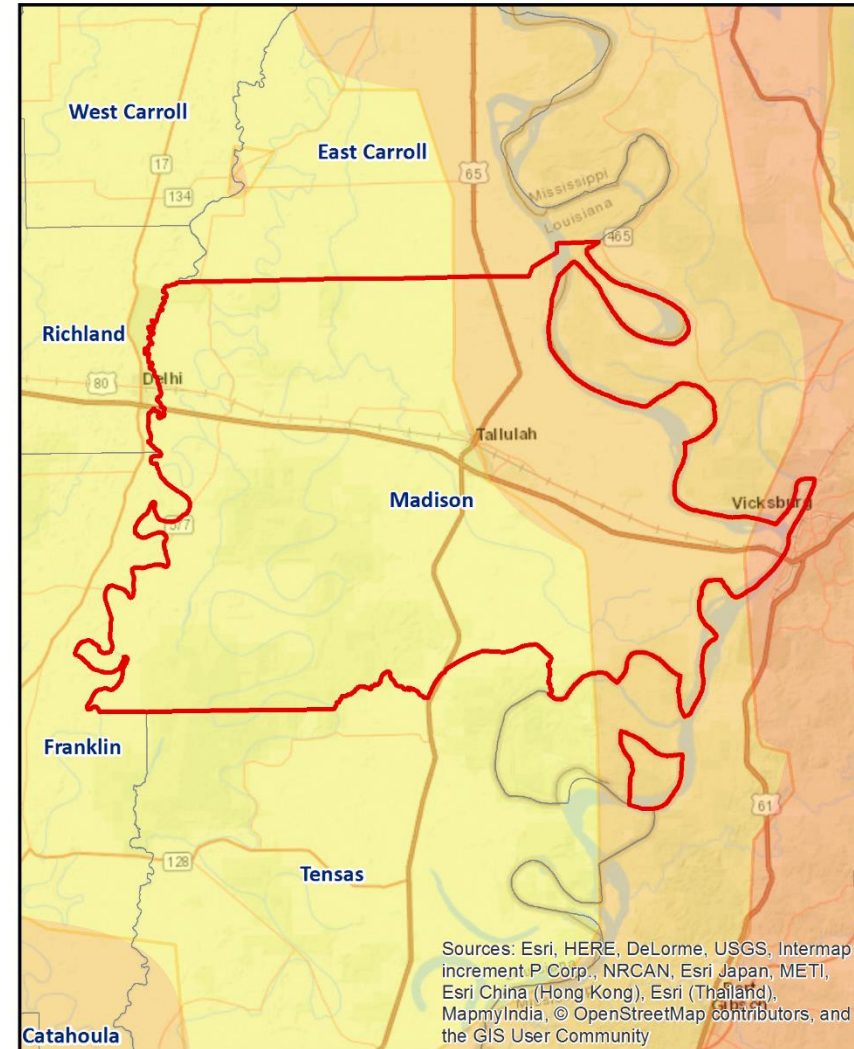 West Carroll
East Carroll
17
65
134
Mississippi
Louisiana
465
Richland
80
Delhi
Tallulah
Madison
Vicksburg
577
Franklin
61
128
Tensas
Sources: Esri, HERE, DeLorme, USGS, Intermap
increment P Corp., NRCAN, Esri Japan, METI,
Esri China (Hong Kong), Esri (Thailand),
MapmyIndia, © OpenStreetMap contributors, and
the GIS User Community
Catahoula